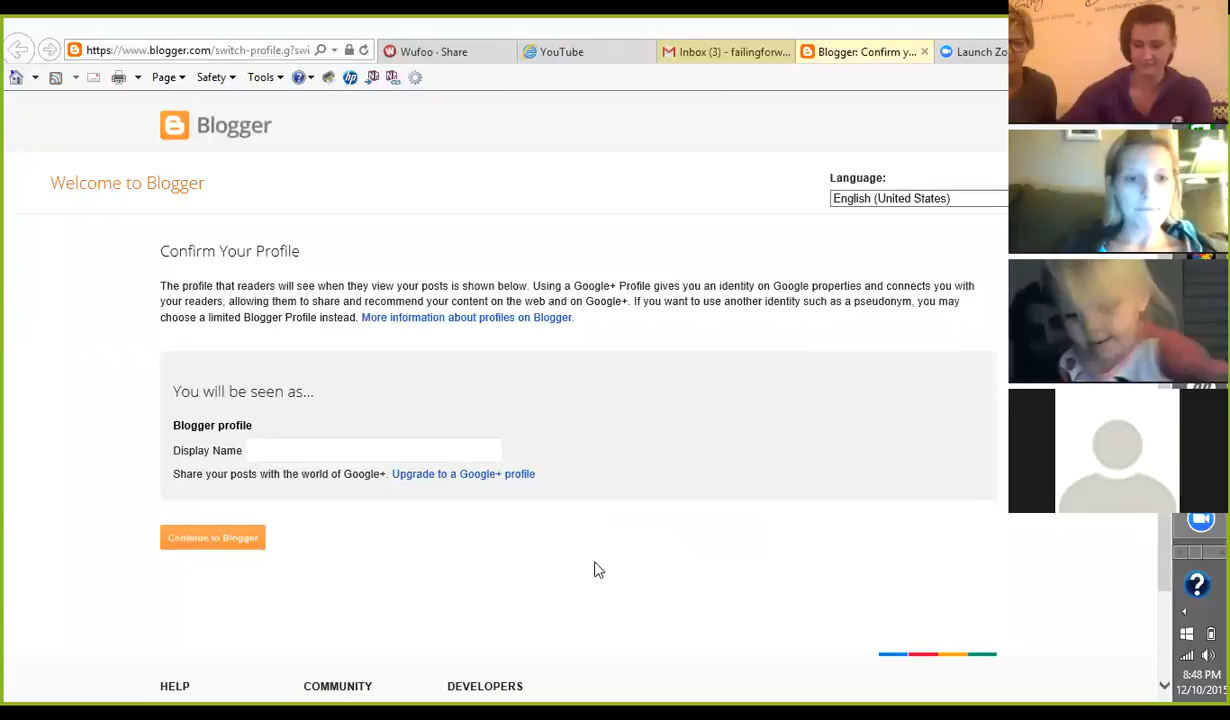 https://www.blogger.com/switch-profile.g?swi
Wufoo - Share
YouTube
Inbox (3) - failingforw...
Blogger: Confirm y...
Launch Zo
Page
Safety
Tools
Blogger
Welcome to Blogger
Language:
English (United States)
Confirm Your Profile
The profile that readers will see when they view your posts is shown below. Using a Google+ Profile gives you an identity on Google properties and connects you with
your readers, allowing them to share and recommend your content on the web and on Google+. If you want to use another identity such as a pseudonym, you may
choose a limited Blogger Profile instead. More information about profiles on Blogger.
You will be seen as...
Blogger profile
Display Name
Share your posts with the world of Google+. Upgrade to a Google+ profile
Continue to Blogger
HELP
COMMUNITY
DEVELOPERS
8:48 PM
12/10/2015